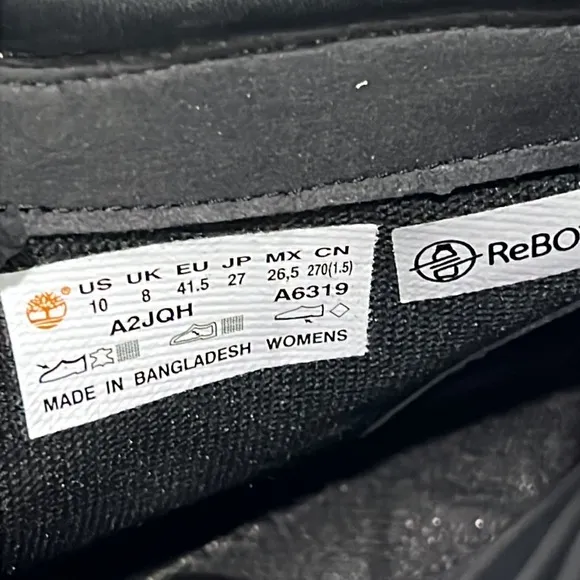 US UK EU JP MX CN
10 8 41.5 27 26,5 270(1.5)
A2JQH A6319
MADE IN BANGLADESH WOMENS
®